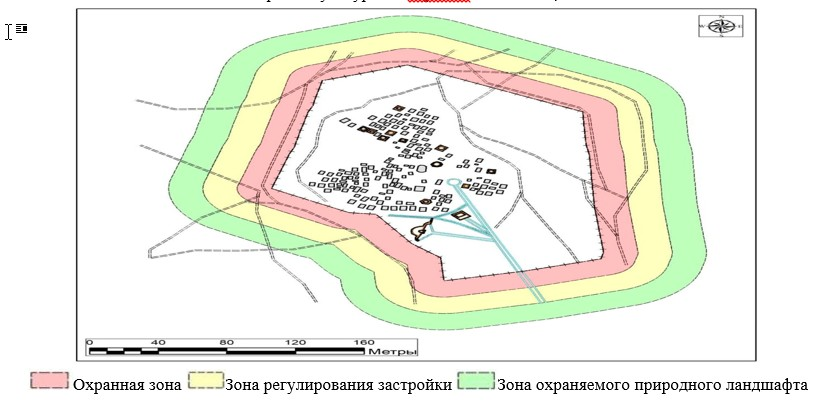 N
W E
S
0 40 80 120 160
Метры
Охранная зона Зона регулирования застройки Зона охраняемого природного ландшафта